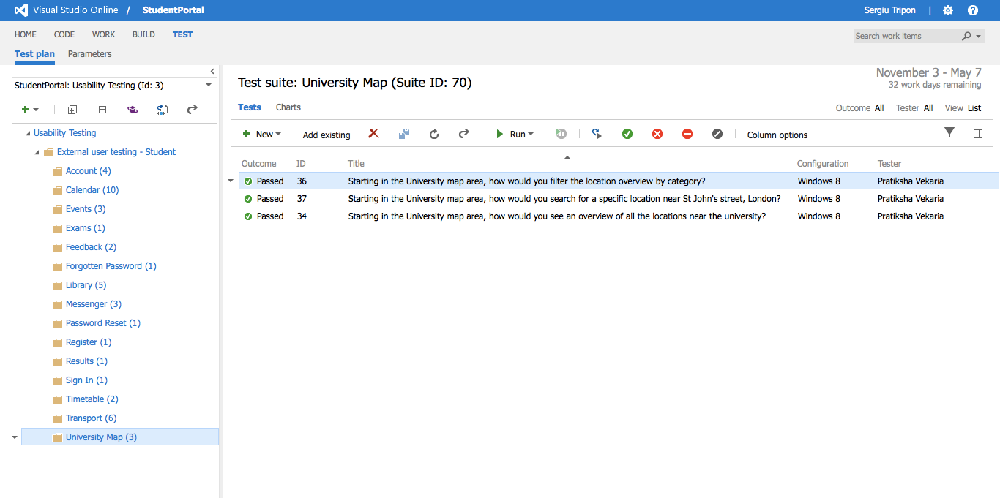 Visual Studio Online / StudentPortal
Sergiu Tripon |
HOME CODE WORK BUILD TEST
Search work items
Test plan Parameters
StudentPortal: Usability Testing (Id: 3)
Usability Testing
External user testing - Student
Account (4)
Calendar (10)
Events (3)
Exams (1)
Feedback (2)
Forgotten Password (1)
Library (5)
Messenger (3)
Password Reset (1)
Register (1)
Results (1)
Sign In (1)
Timetable (2)
Transport (6)
University Map (3)
Test suite: University Map (Suite ID: 70)
November 3 - May 7
32 work days remaining
Tests Charts
Outcome All Tester All View List
New Add existing Run Column options
Outcome ID Title Configuration Tester
Passed 36 Starting in the University map area, how would you filter the location overview by category? Windows 8 Pratiksha Vekaria
Passed 37 Starting in the University map area, how would you search for a specific location near St John's street, London? Windows 8 Pratiksha Vekaria
Passed 34 Starting in the University map area, how would you see an overview of all the locations near the university? Windows 8 Pratiksha Vekaria